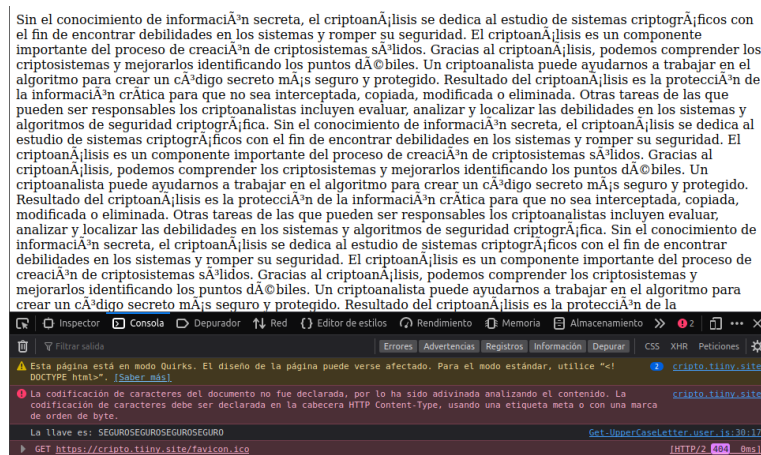 Sin el conocimiento de informaciÃ³n secreta, el criptoanÃ¡lisis se dedica al estudio de sistemas criptogrÃ¡ficos con
el fin de encontrar debilidades en los sistemas y romper su seguridad. El criptoanÃ¡lisis es un componente
importante del proceso de creaciÃ³n de criptosistemas sÃ³lidos. Gracias al criptoanÃ¡lisis, podemos comprender los
criptosistemas y mejorarlos identificando los puntos dÃ©biles. Un criptoanalista puede ayudarnos a trabajar en el
algoritmo para crear un cÃ³digo secreto mÃ¡s seguro y protegido. Resultado del criptoanÃ¡lisis es la protecciÃ³n de
la informaciÃ³n crÃ­tica para que no sea interceptada, copiada, modificada o eliminada. Otras tareas de las que
pueden ser responsables los criptoanalistas incluyen evaluar, analizar y localizar las debilidades en los sistemas y
algoritmos de seguridad criptogrÃ¡fica. Sin el conocimiento de informaciÃ³n secreta, el criptoanÃ¡lisis se dedica al
estudio de sistemas criptogrÃ¡ficos con el fin de encontrar debilidades en los sistemas y romper su seguridad. El
criptoanÃ¡lisis es un componente importante del proceso de creaciÃ³n de criptosistemas sÃ³lidos. Gracias al
criptoanÃ¡lisis, podemos comprender los criptosistemas y mejorarlos identificando los puntos dÃ©biles. Un
criptoanalista puede ayudarnos a trabajar en el algoritmo para crear un cÃ³digo secreto mÃ¡s seguro y protegido.
Resultado del criptoanÃ¡lisis es la protecciÃ³n de la informaciÃ³n crÃ­tica para que no sea interceptada, copiada,
modificada o eliminada. Otras tareas de las que pueden ser responsables los criptoanalistas incluyen evaluar,
analizar y localizar las debilidades en los sistemas y algoritmos de seguridad criptogrÃ¡fica. Sin el conocimiento de
informaciÃ³n secreta, el criptoanÃ¡lisis se dedica al estudio de sistemas criptogrÃ¡ficos con el fin de encontrar
debilidades en los sistemas y romper su seguridad. El criptoanÃ¡lisis es un componente importante del proceso de
creaciÃ³n de criptosistemas sÃ³lidos. Gracias al criptoanÃ¡lisis, podemos comprender los criptosistemas y
mejorarlos identificando los puntos dÃ©biles. Un criptoanalista puede ayudarnos a trabajar en el algoritmo para
crear un cÃ³digo secreto mÃ¡s seguro y protegido. Resultado del criptoanÃ¡lisis es la protecciÃ³n de la
Inspector Consola Depurador Red Editor de estilos Rendimiento Memoria Almacenamiento 2
Filtrar salida Errores Advertencias Registros Información Depurar CSS XHR Peticiones
Esta página está en modo Quirks. El diseño de la página puede verse afectado. Para el modo estándar, utilice "<! 2 cripto.tiiny.site
DOCTYPE html>". [Saber más]
La codificación de caracteres del documento no fue declarada, por lo ha sido adivinada analizando el contenido. La cripto.tiiny.site
codificación de caracteres debe ser declarada en la cabecera HTTP Content-Type, usando una etiqueta meta o con una marca
de orden de byte.
La llave es: SEGUROSEGUROSEGUROSEGURO Get-UpperCaseLetter.user.js:30:17
GET https://cripto.tiiny.site/favicon.ico [HTTP/2 404 0ms]